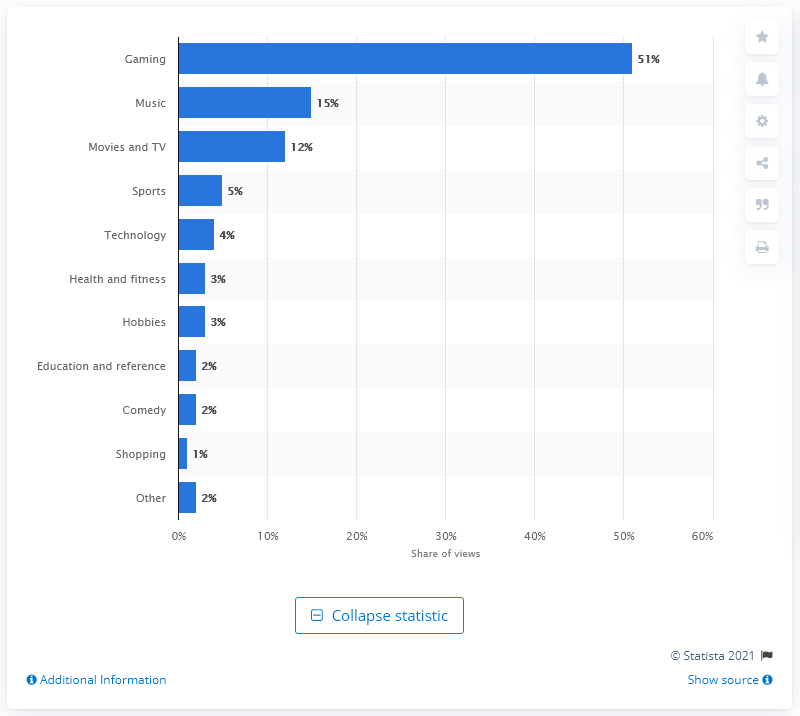 Gaming 51%
Music 15%
Movies and TV 12%
Sports 5%
Technology 4%
Health and fitness 3%
Hobbies 3%
Education and reference 2%
Comedy 2%
Shopping 1%
Other 2%
0% 10% 20% 30% 40% 50% 60%
Share of views
Collapse statistic
© Statista 2021
Additional Information
Show source